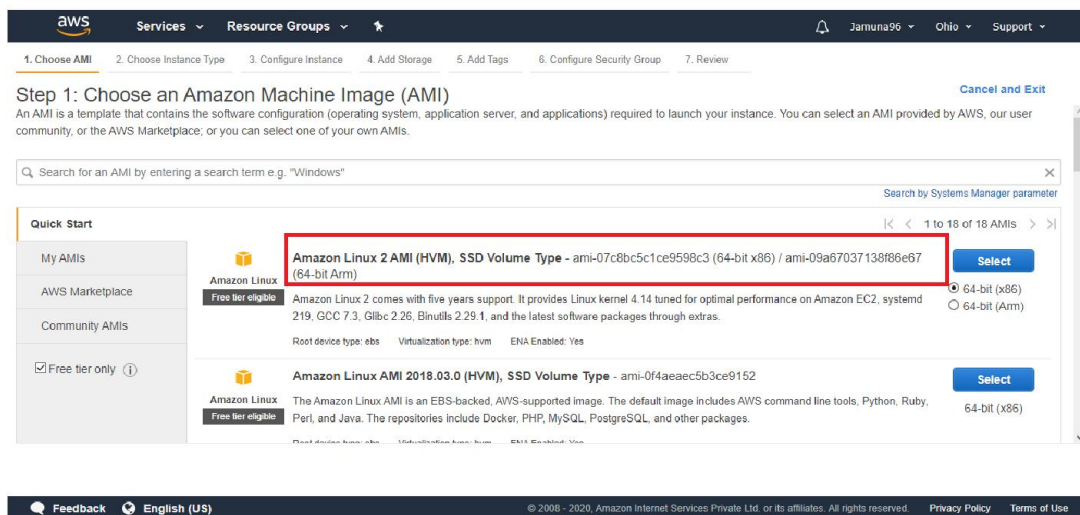 aws Services Resource Groups Jamuna96 Ohio Support
1. Choose AMI 2. Choose Instance Type 3. Configure Instance 4. Add Storage 5. Add Tags 6. Configure Security Group 7. Review
Step 1: Choose an Amazon Machine Image (AMI)
Cancel and Exit
An AMI is a template that contains the software configuration (operating system, application server, and applications) required to launch your instance. You can select an AMI provided by AWS, our user
community, or the AWS Marketplace; or you can select one of your own AMIs.
Search for an AMI by entering a search term e.g. "Windows"
Search by Systems Manager parameter
Quick Start
1 to 18 of 18 AMIs
My AMIs
AWS Marketplace
Community AMIs
Free tier only
Amazon Linux
Free tier eligible
Amazon Linux 2 AMI (HVM), SSD Volume Type - ami-07c8bc5c1ce9598c3 (64-bit x86) / ami-09a67037138f86e67
(64-bit Arm)
Amazon Linux 2 comes with five years support. It provides Linux kernel 4.14 tuned for optimal performance on Amazon EC2, systemd
219, GCC 7.3, Glibc 2.26, Binutils 2.29.1, and the latest software packages through extras.
Root device type: ebs Virtualization type: hvm ENA Enabled: Yes
Select
64-bit (x86)
64-bit (Arm)
Amazon Linux
Free tier eligible
Amazon Linux AMI 2018.03.0 (HVM), SSD Volume Type - ami-0f4aeaec5b3ce9152
The Amazon Linux AMI is an EBS-backed, AWS-supported image. The default image includes AWS command line tools, Python, Ruby,
Perl, and Java. The repositories include Docker, PHP, MySQL, PostgreSQL, and other packages.
Root device type: ebs Virtualization type: hvm ENA Enabled: Yes
Select
64-bit (x86)
Feedback English (US) © 2008 - 2020, Amazon Internet Services Private Ltd. or its affiliates. All rights reserved. Privacy Policy Terms of Use